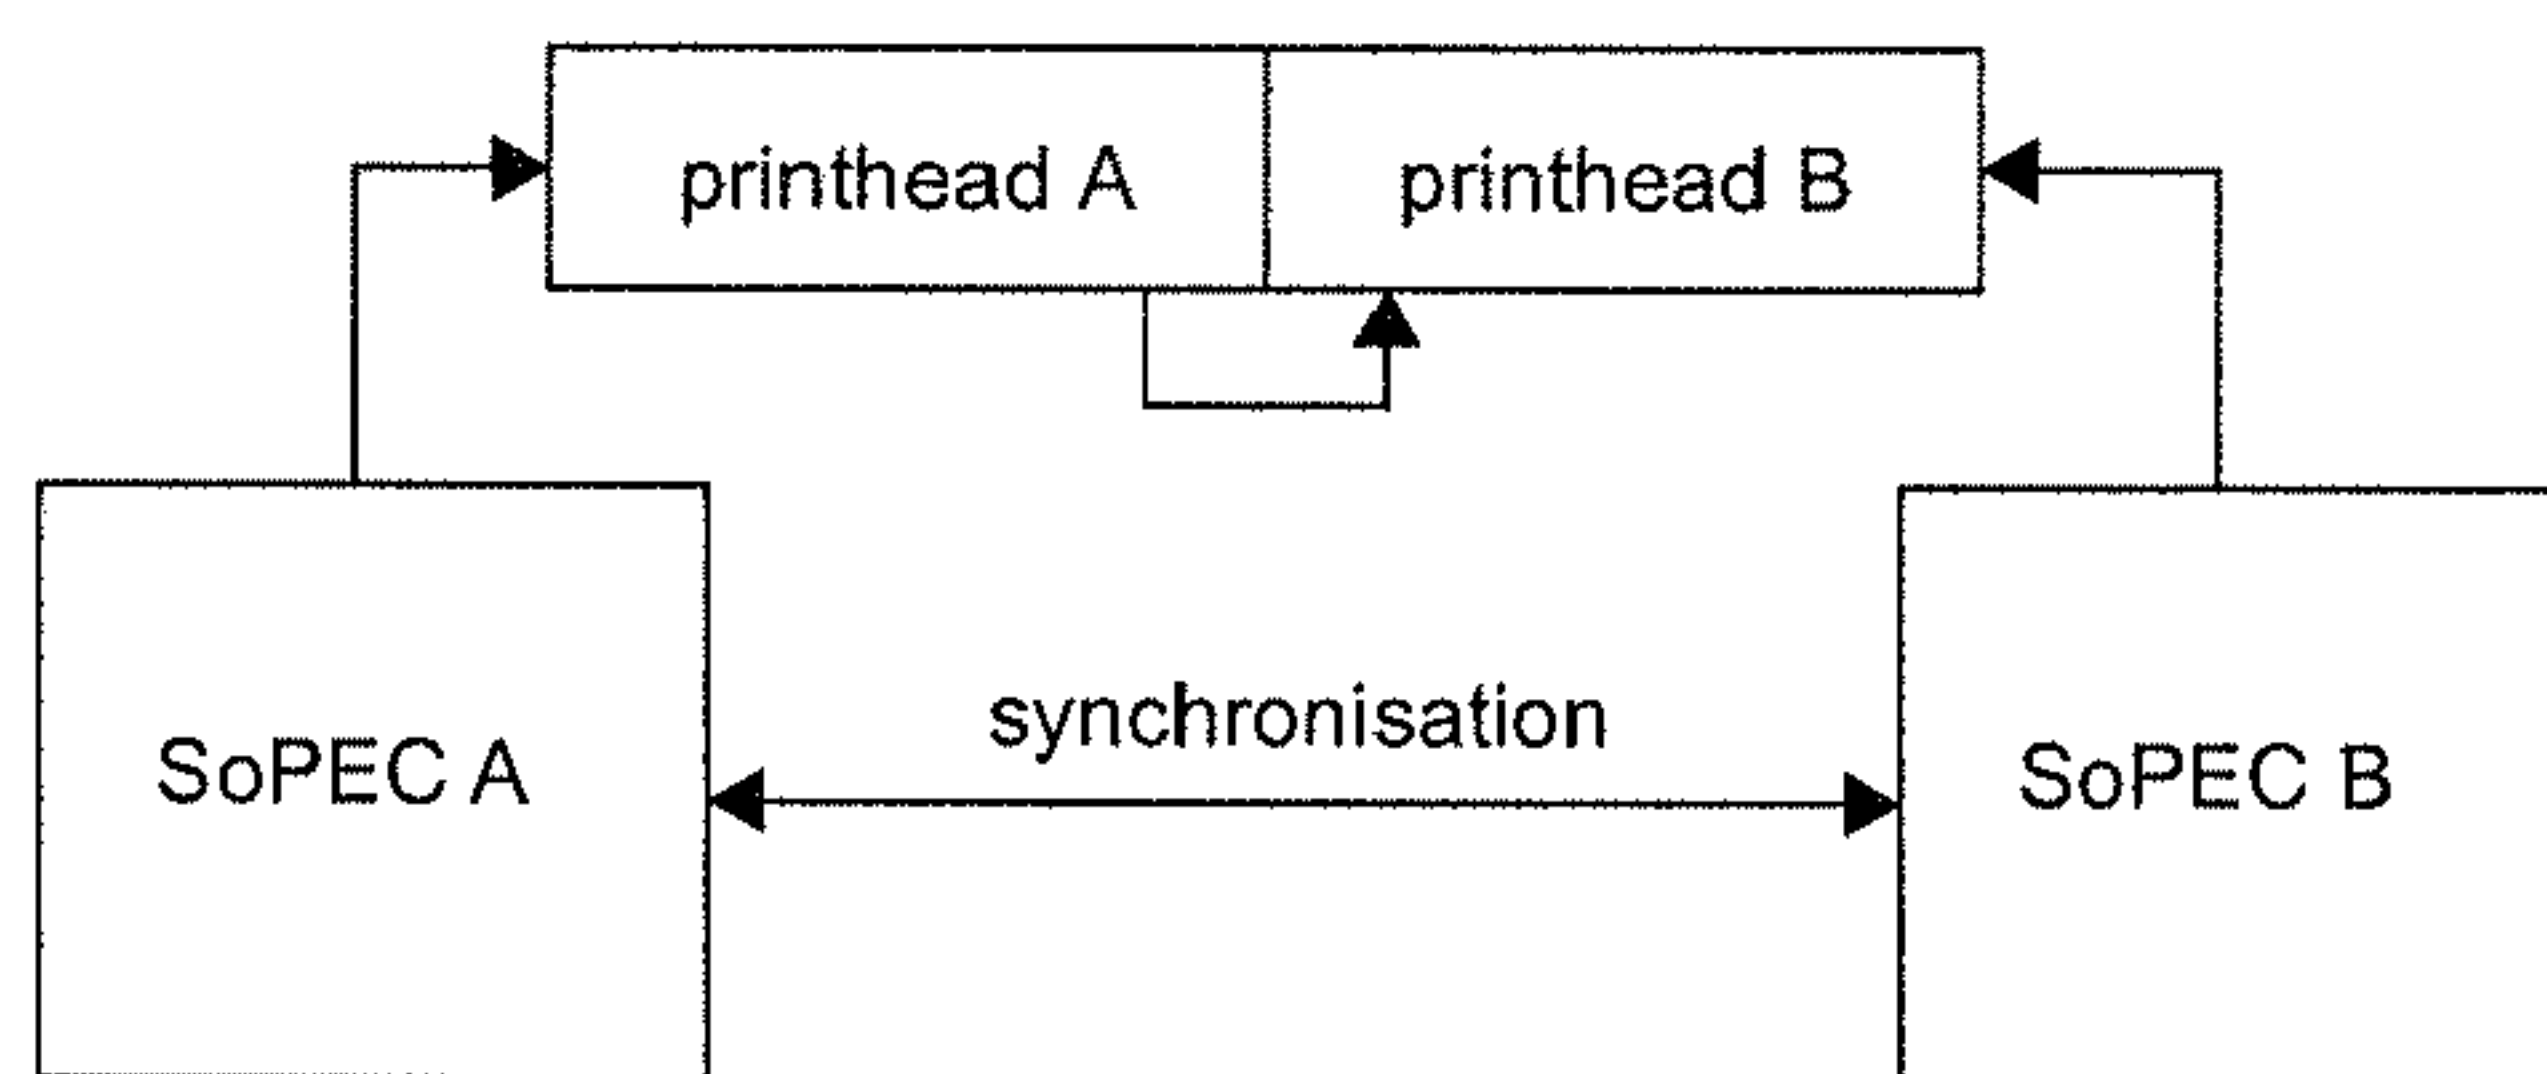 printhead A
printhead B
synchronisation
SoPEC A
SoPEC B